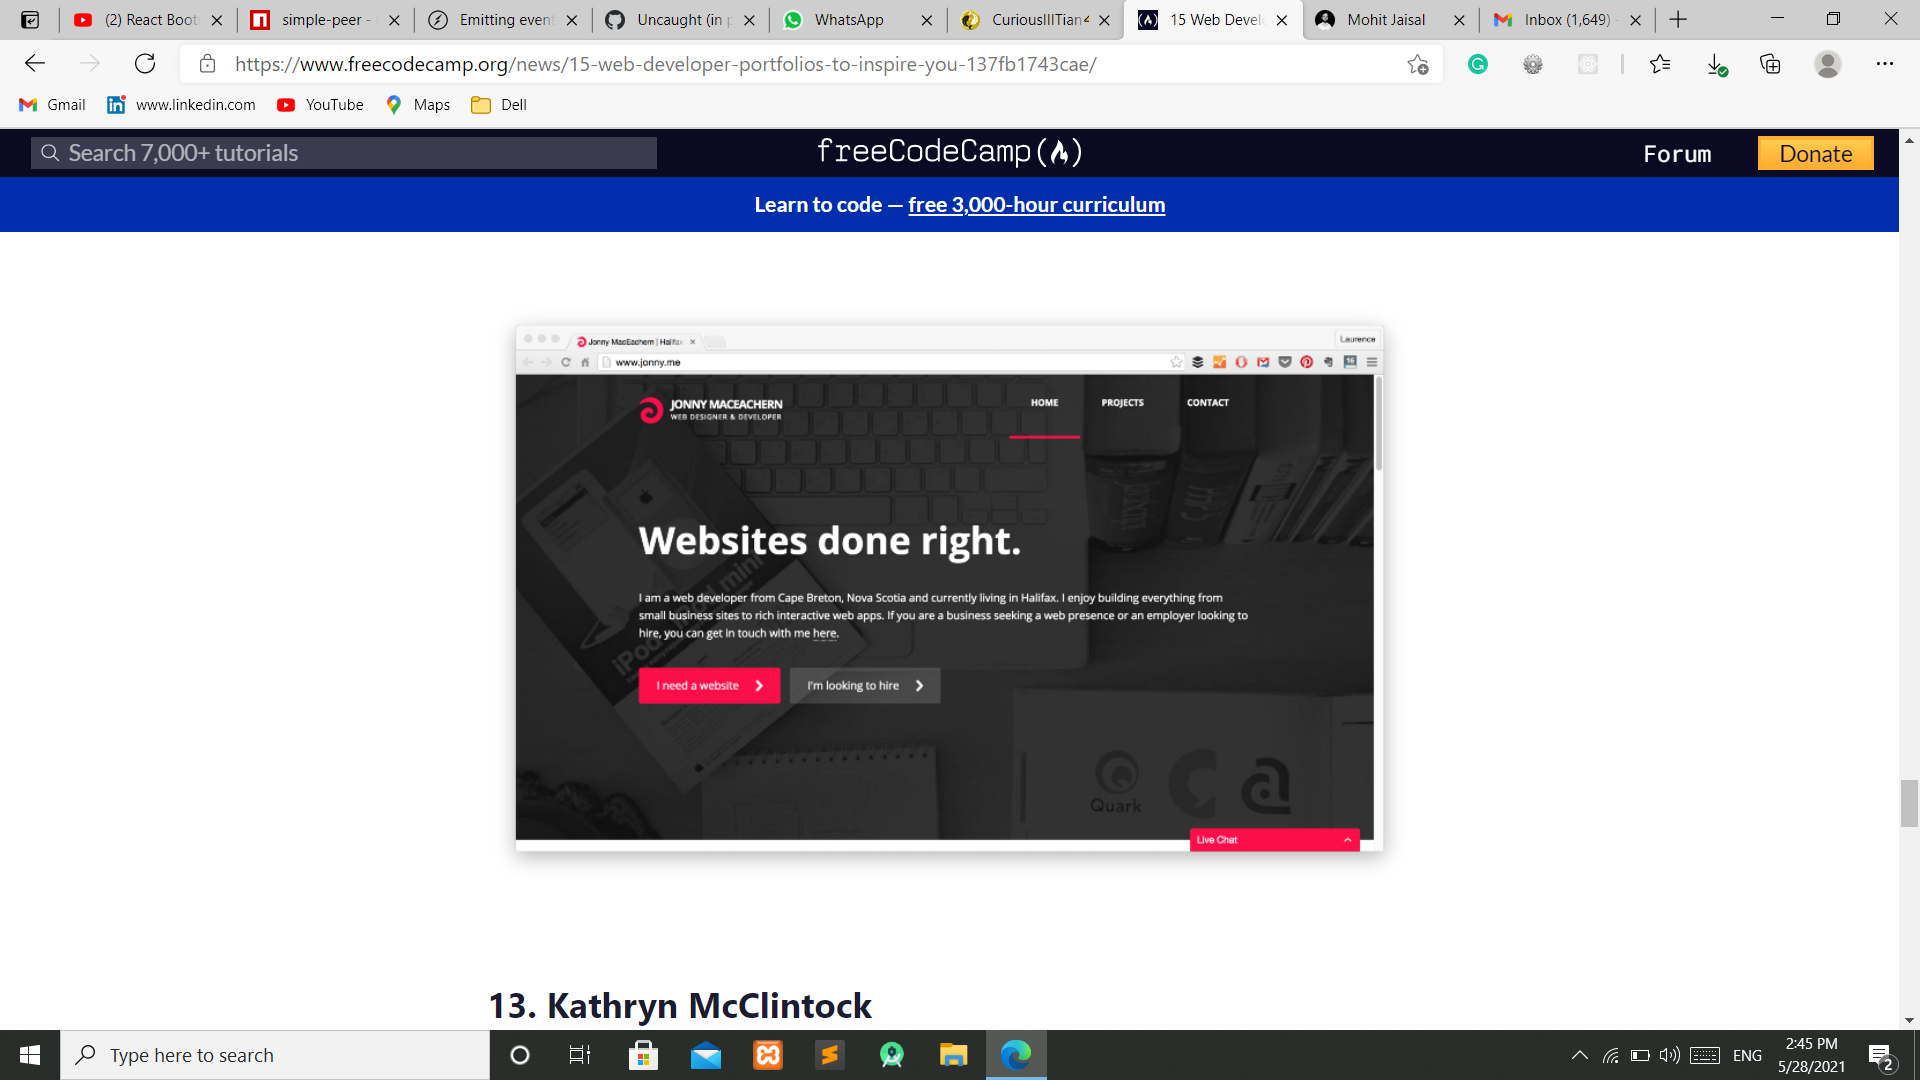 (2) React Boot
simple-peer -
Emitting event
Uncaught (in p
WhatsApp
CuriousIIITian4
15 Web Devel
Mohit Jaisal
Inbox (1,649) -
https://www.freecodecamp.org/news/15-web-developer-portfolios-to-inspire-you-137fb1743cae/
Gmail
www.linkedin.com
YouTube
Maps
Dell
Search 7,000+ tutorials
freeCodeCamp
Forum
Donate
Learn to code — free 3,000-hour curriculum
Jonny MacEachern | Halifax
Laurence
www.jonny.me
16
JONNY MACEACHERN
WEB DESIGNER & DEVELOPER
HOME
PROJECTS
CONTACT
Websites done right.
I am a web developer from Cape Breton, Nova Scotia and currently living in Halifax. I enjoy building everything from
small business sites to rich interactive web apps. If you are a business seeking a web presence or an employer looking to
hire, you can get in touch with me here.
iPod mini
I need a website
I'm looking to hire
Quark
Live Chat
13. Kathryn McClintock
Type here to search
ENG
2:45 PM
5/28/2021
2